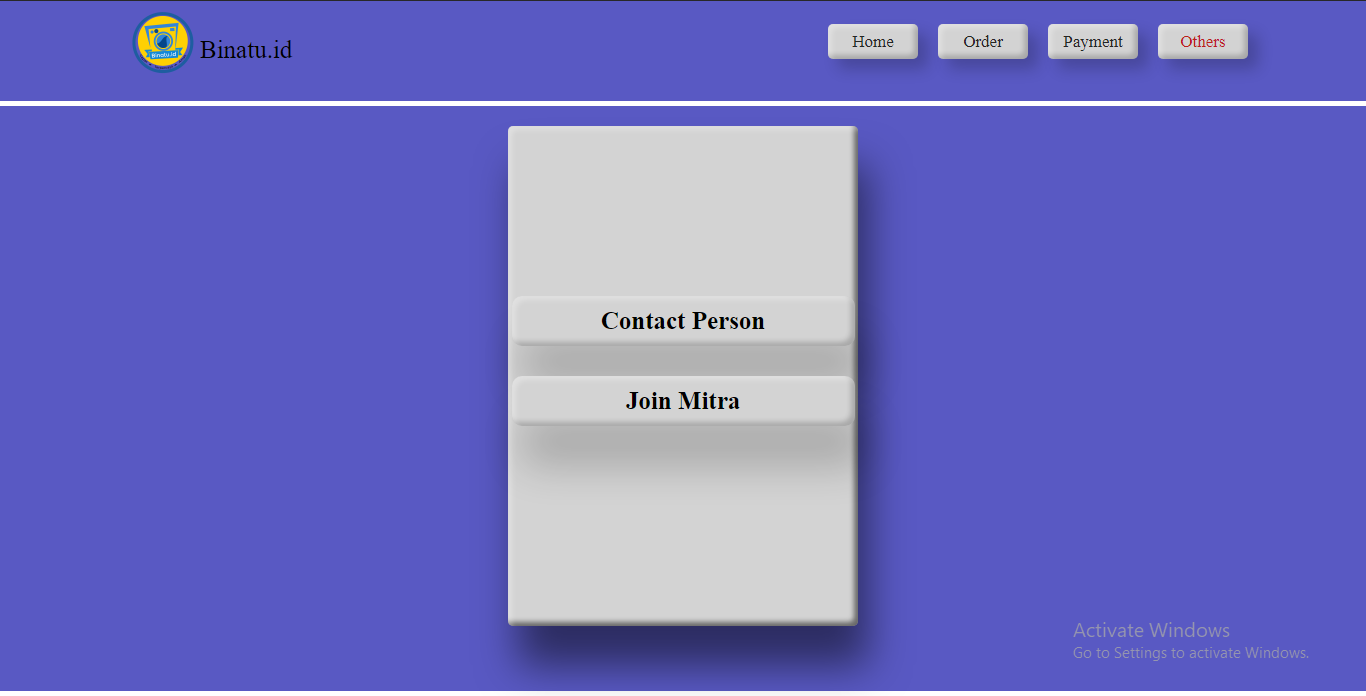 Binatu.id
Binatu.id
Home
Order
Payment
Others
Contact Person
Join Mitra
Activate Windows
Go to Settings to activate Windows.